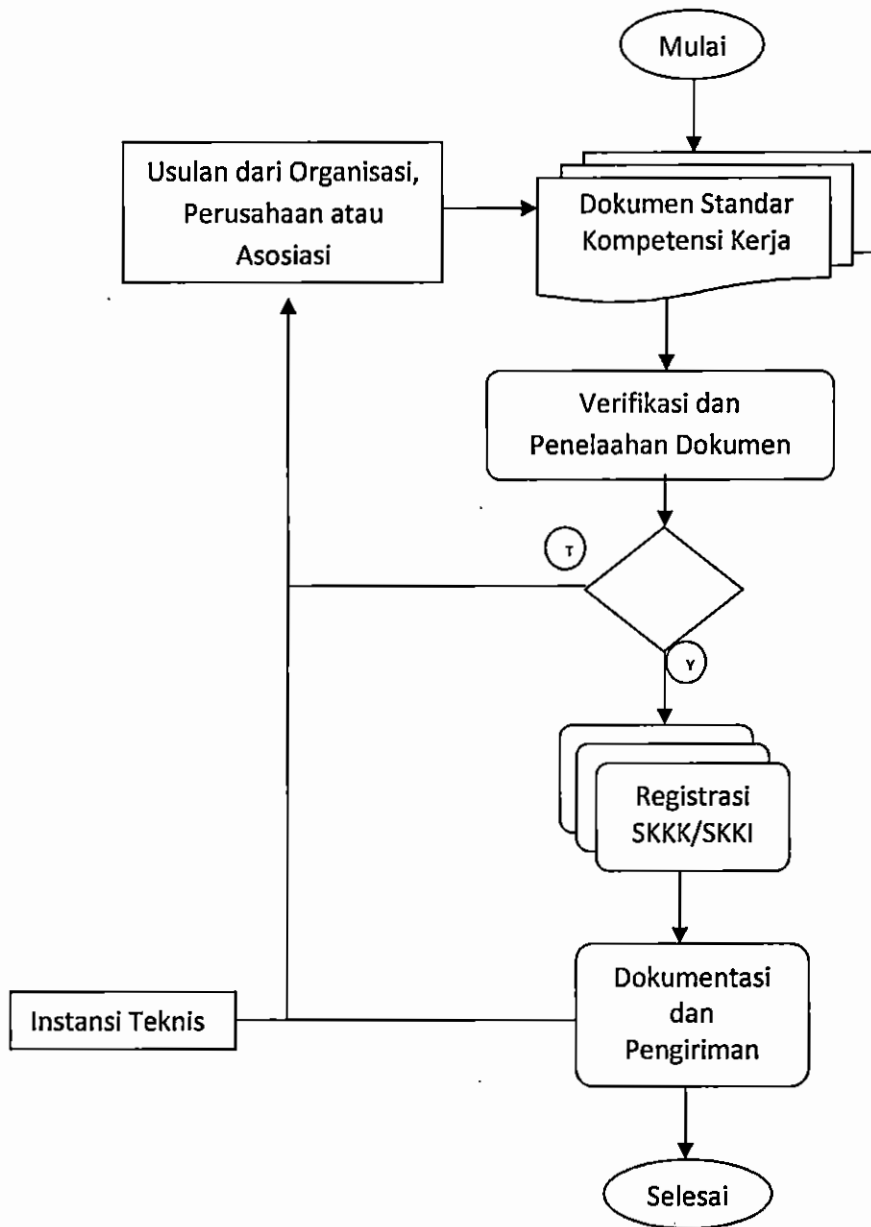 Mulai
Usulan dari Organisasi,
Perusahaan atau
Asosiasi
Dokumen Standar
Kompetensi Kerja
Verifikasi dan
Penelaahan Dokumen
T
Y
Registrasi
SKKK/SKKI
Dokumentasi
dan
Pengiriman
Instansi Teknis
Selesai